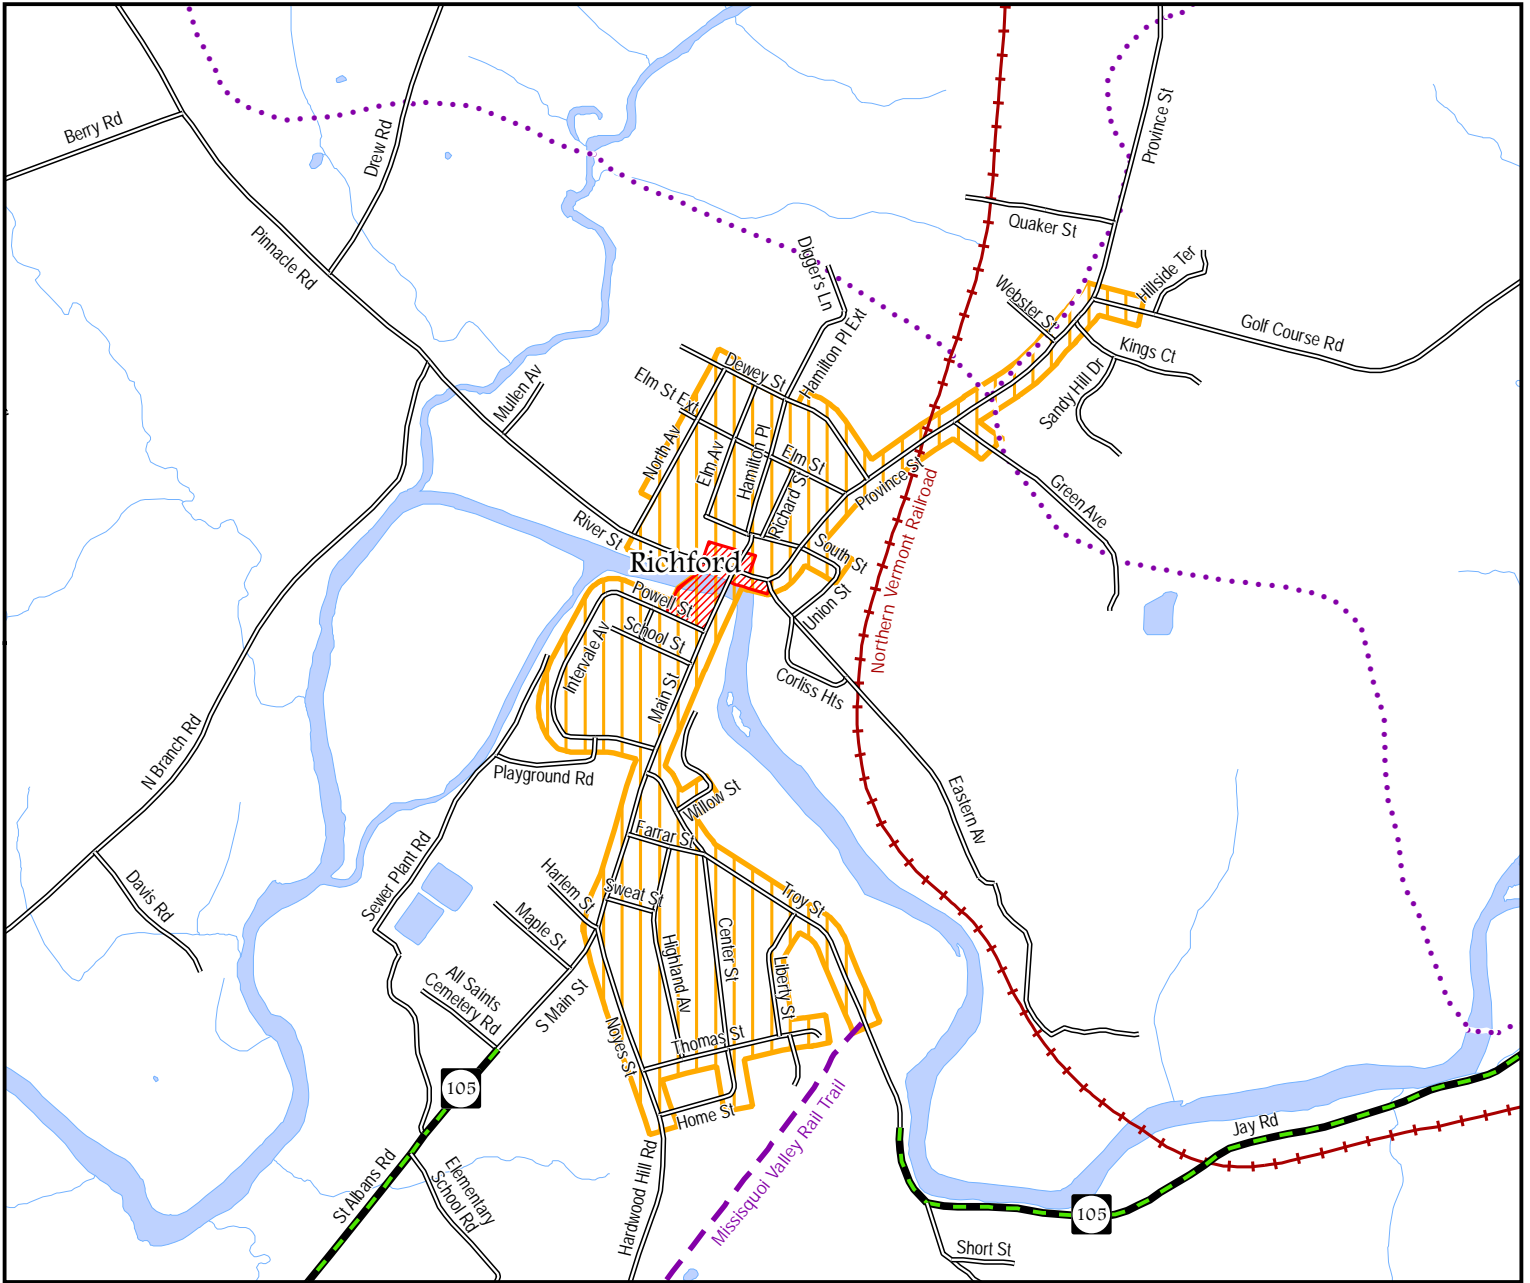 Berry Rd
Drew Rd
Province St
Pinnacle Rd
Quaker St
Digger's Ln
Hillside Ter
Webster St
Hamilton Pl Ext
Golf Course Rd
Kings Ct
Dewey St
Mullen Av
Elm St Ext
Sandy Hill Dr
North Av
Elm Av
Hamilton Pl
Elm St
Richard St
Province St
Green Ave
River St
South St
Northern Vermont Railroad
Richford
Powell St
Union St
School St
Intervale Av
Main St
Corliss Hts
N Branch Rd
Playground Rd
Willow St
Eastern Av
Farrar St
Sewer Plant Rd
Davis Rd
Harlem St
Sweat St
Troy St
Maple St
Center St
Highland Av
Liberty St
All Saints
Cemetery Rd
S Main St
Noyes St
Thomas St
105
Home St
Missisquoi Valley Rail Trail
Jay Rd
St Albans Rd
Elementary
School Rd
Hardwood Hill Rd
105
Short St